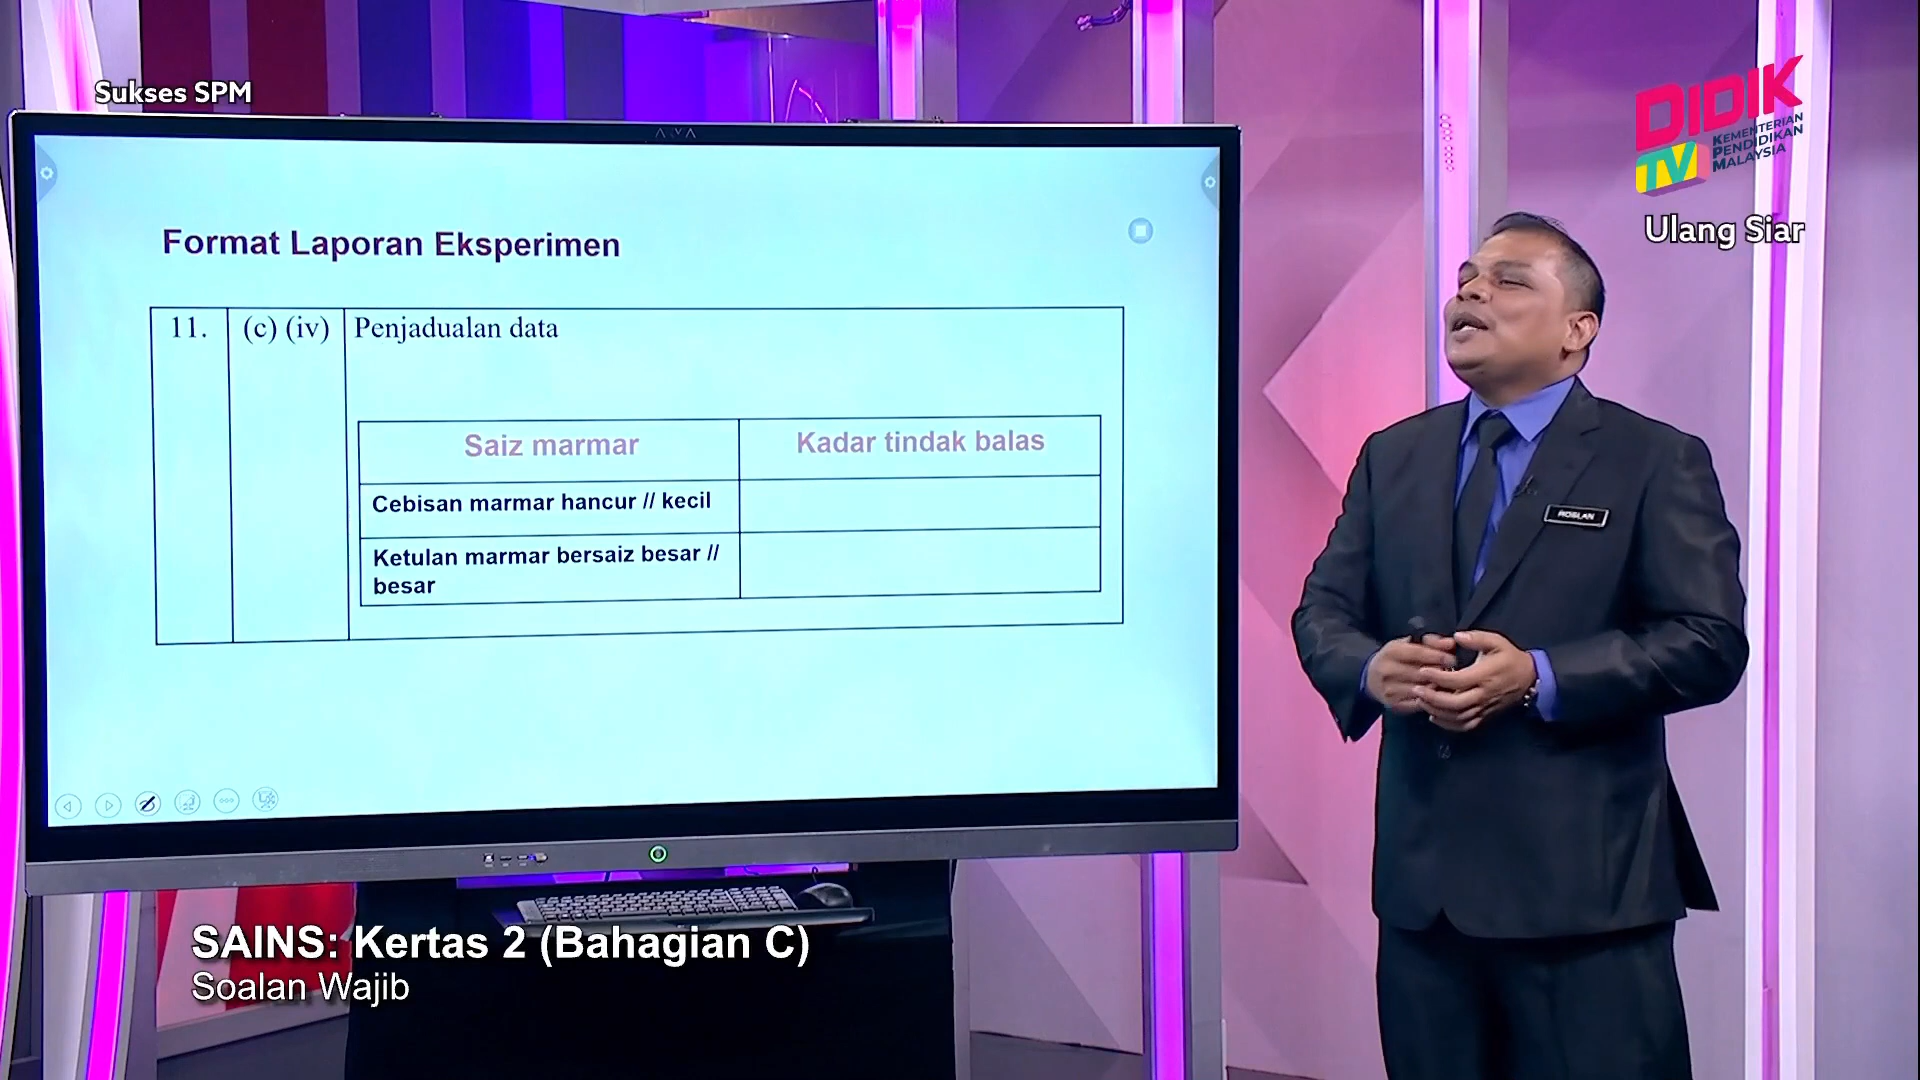 Sukses SPM
DIDIK
TV
KEMENTERIAN
PENDIDIKAN
MALAYSIA
Ulang Siar
Format Laporan Eksperimen
11. (c) (iv) Penjadualan data
Saiz marmar Kadar tindak balas
Cebisan marmar hancur // kecil
Ketulan marmar bersaiz besar //
besar
ROSLAN
SAINS: Kertas 2 (Bahagian C)
Soalan Wajib